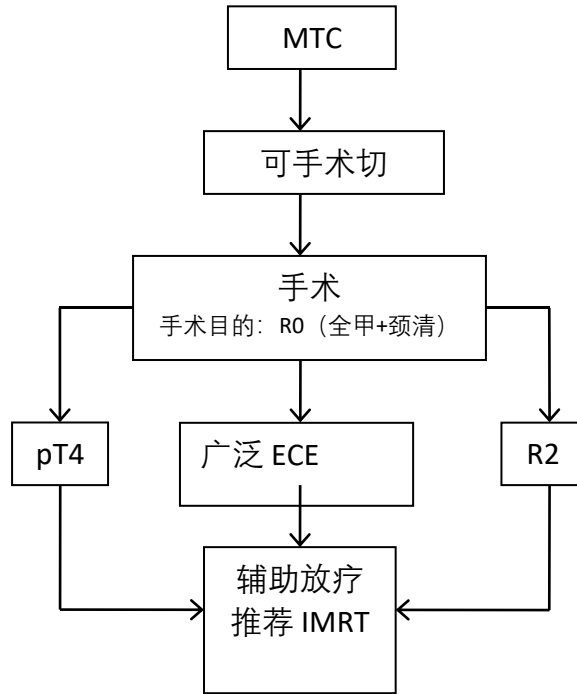 MTC
可手术切
手术
手术目的：R0（全甲+颈清）
pT4
广泛 ECE
R2
辅助放疗
推荐 IMRT